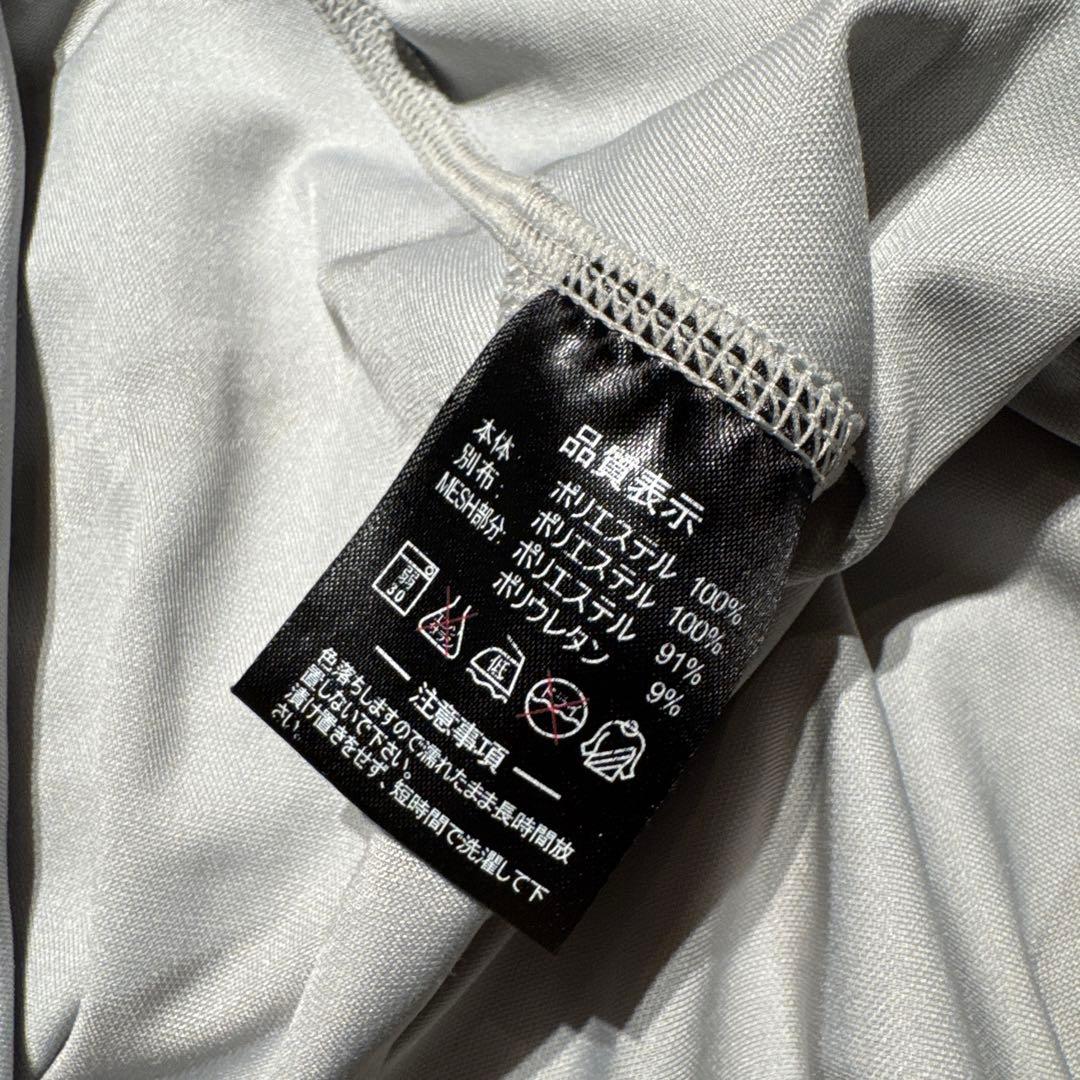 品質表示
本体: ポリエステル 100%
別布: ポリエステル 100%
MESH部分: ポリエステル 91%
ポリウレタン 9%
弱
30
低
ドライ
注意事項
色落ちしますので濡れたまま長時間放
置しないで下さい。
漬け置きをせず、短時間で洗濯して下
さい.